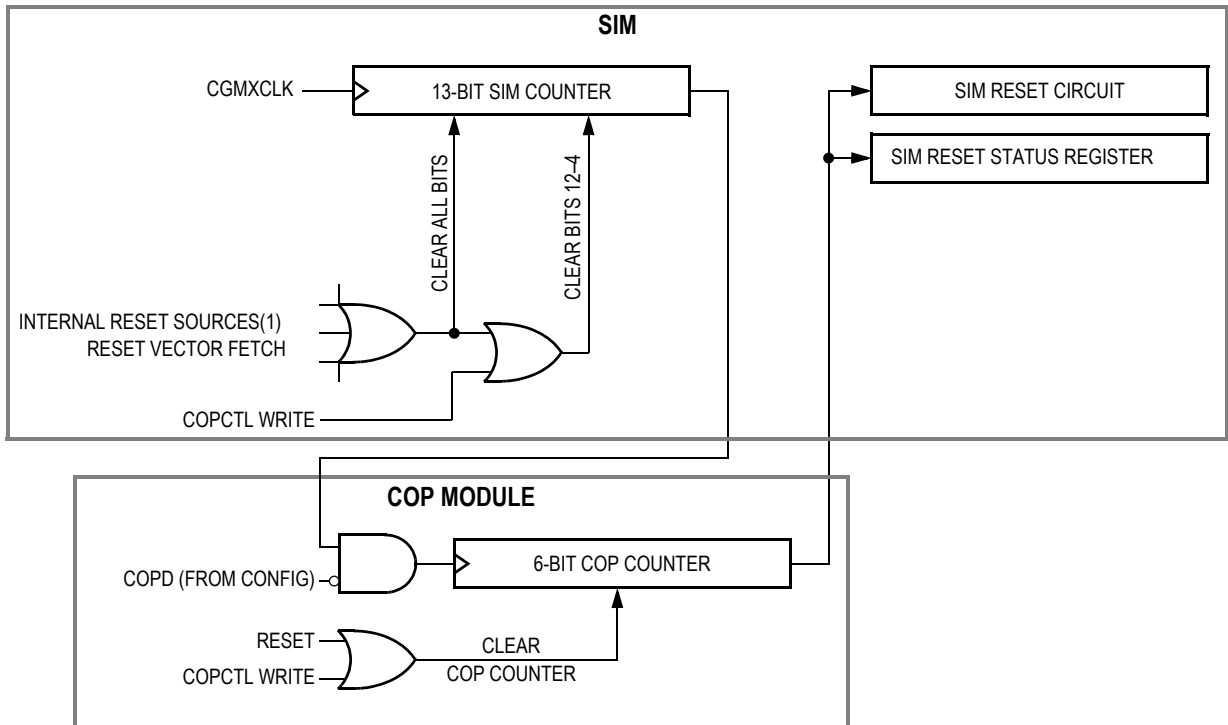 SIM
CGMXCLK
13-BIT SIM COUNTER
SIM RESET CIRCUIT
SIM RESET STATUS REGISTER
CLEAR ALL BITS
CLEAR BITS 12–4
INTERNAL RESET SOURCES(1)
RESET VECTOR FETCH
COPCTL WRITE
COP MODULE
6-BIT COP COUNTER
COPD (FROM CONFIG)
RESET
COPCTL WRITE
CLEAR
COP COUNTER